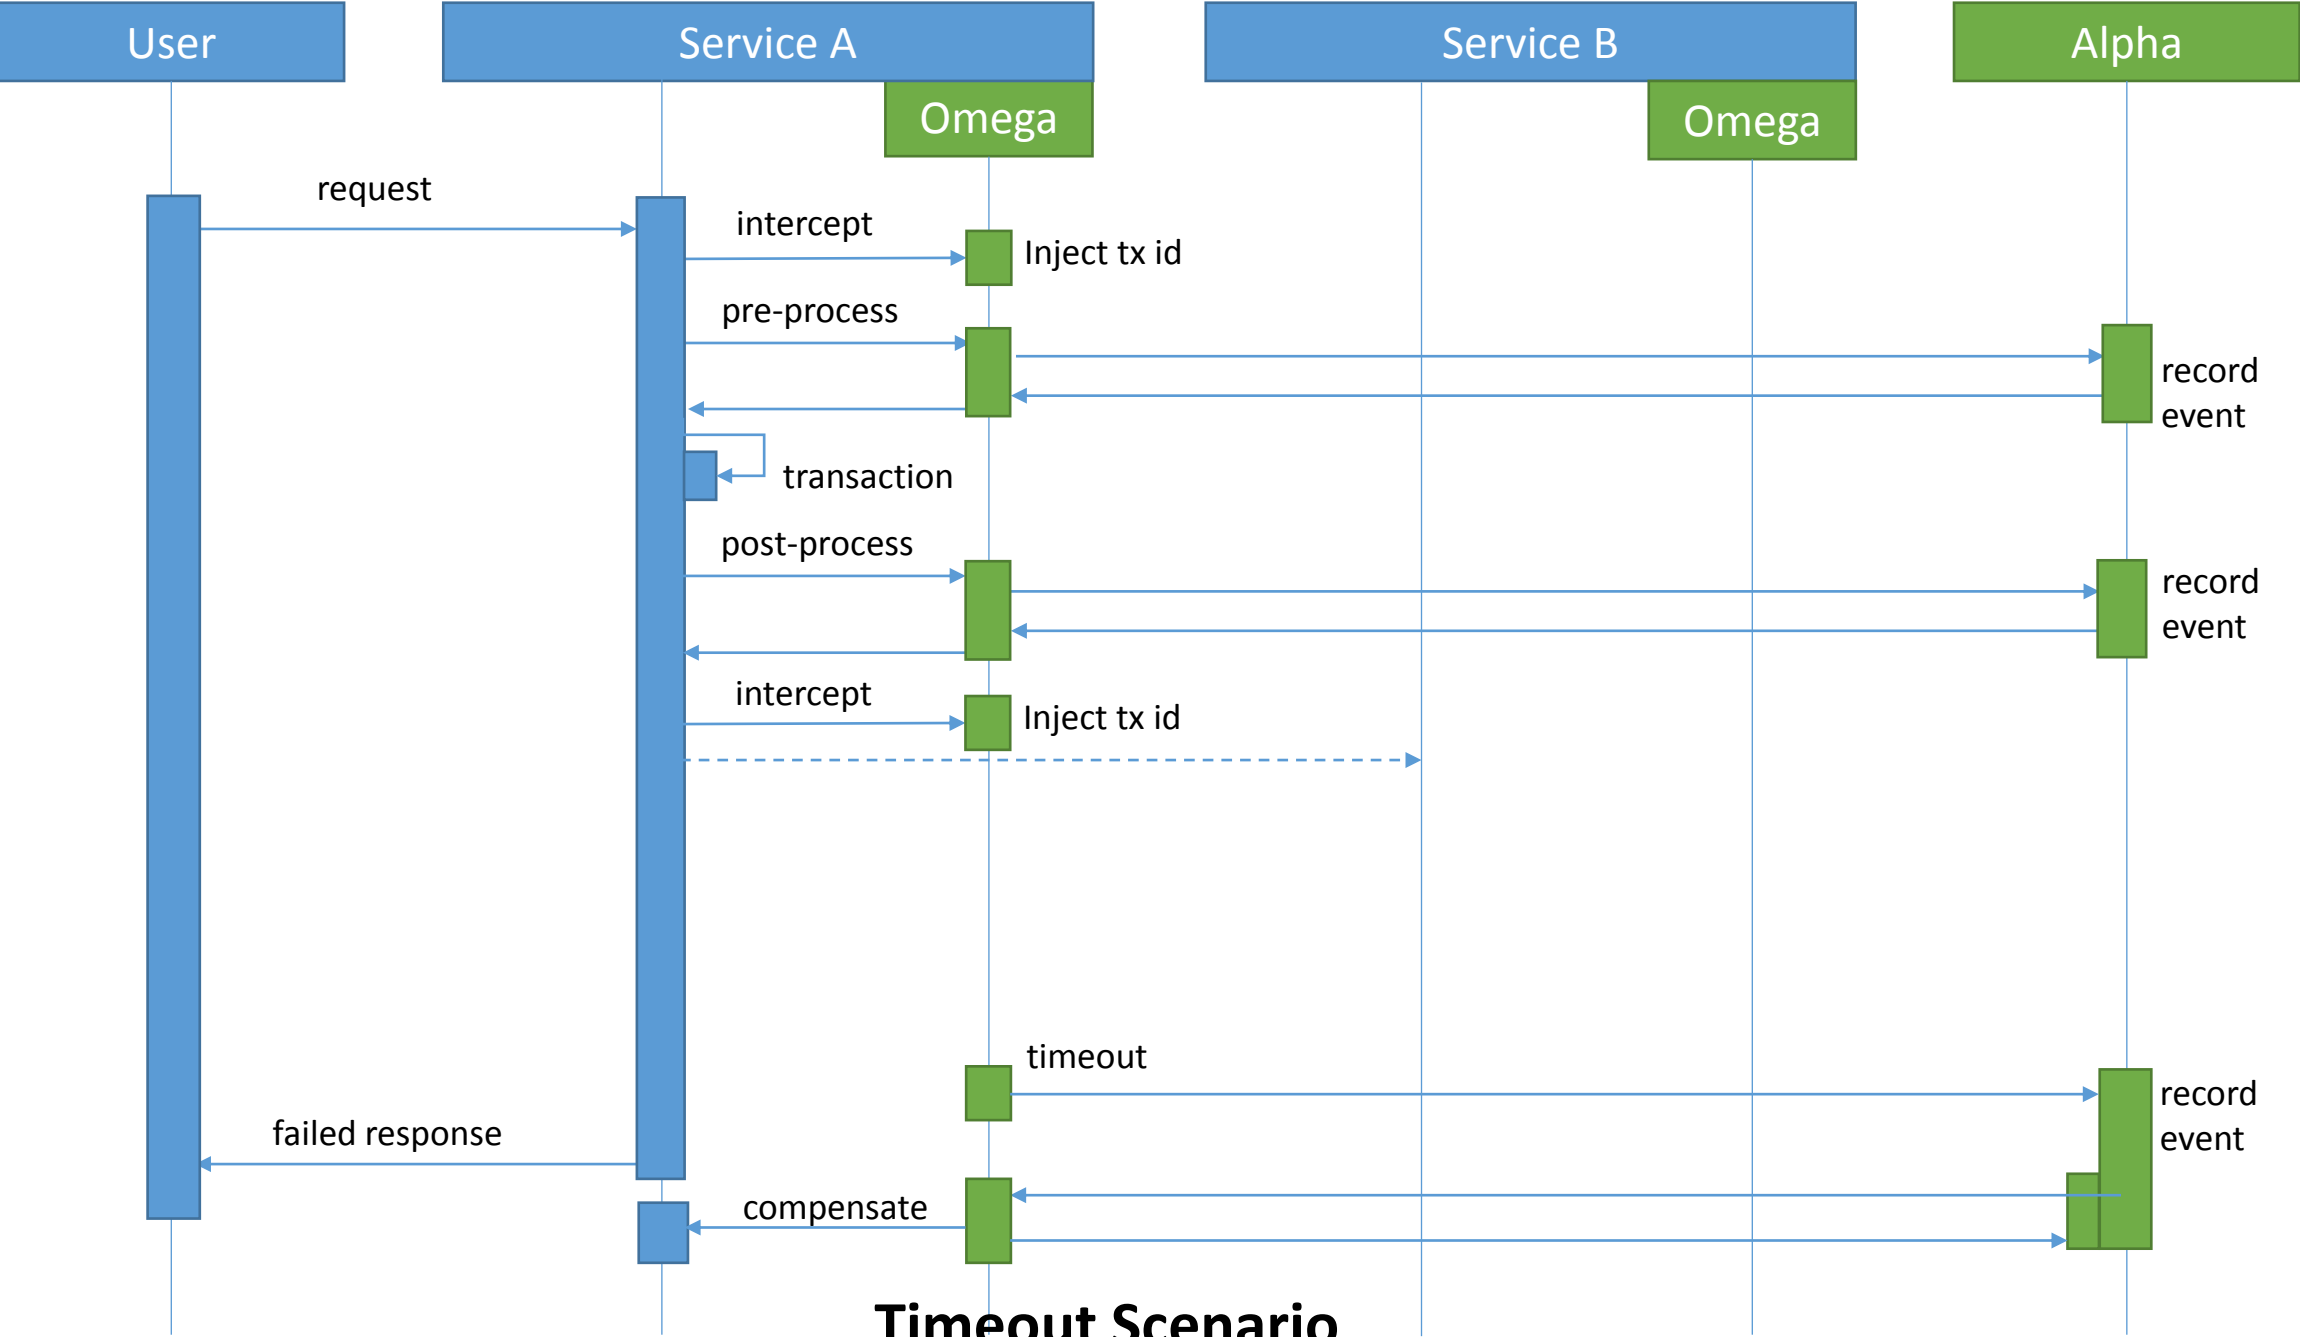 User
Service A
Service B
Alpha
Omega
Omega
request
intercept
Inject tx id
pre-process
record
event
transaction
post-process
record
event
intercept
Inject tx id
timeout
record
event
failed response
compensate
Timeout Scenario